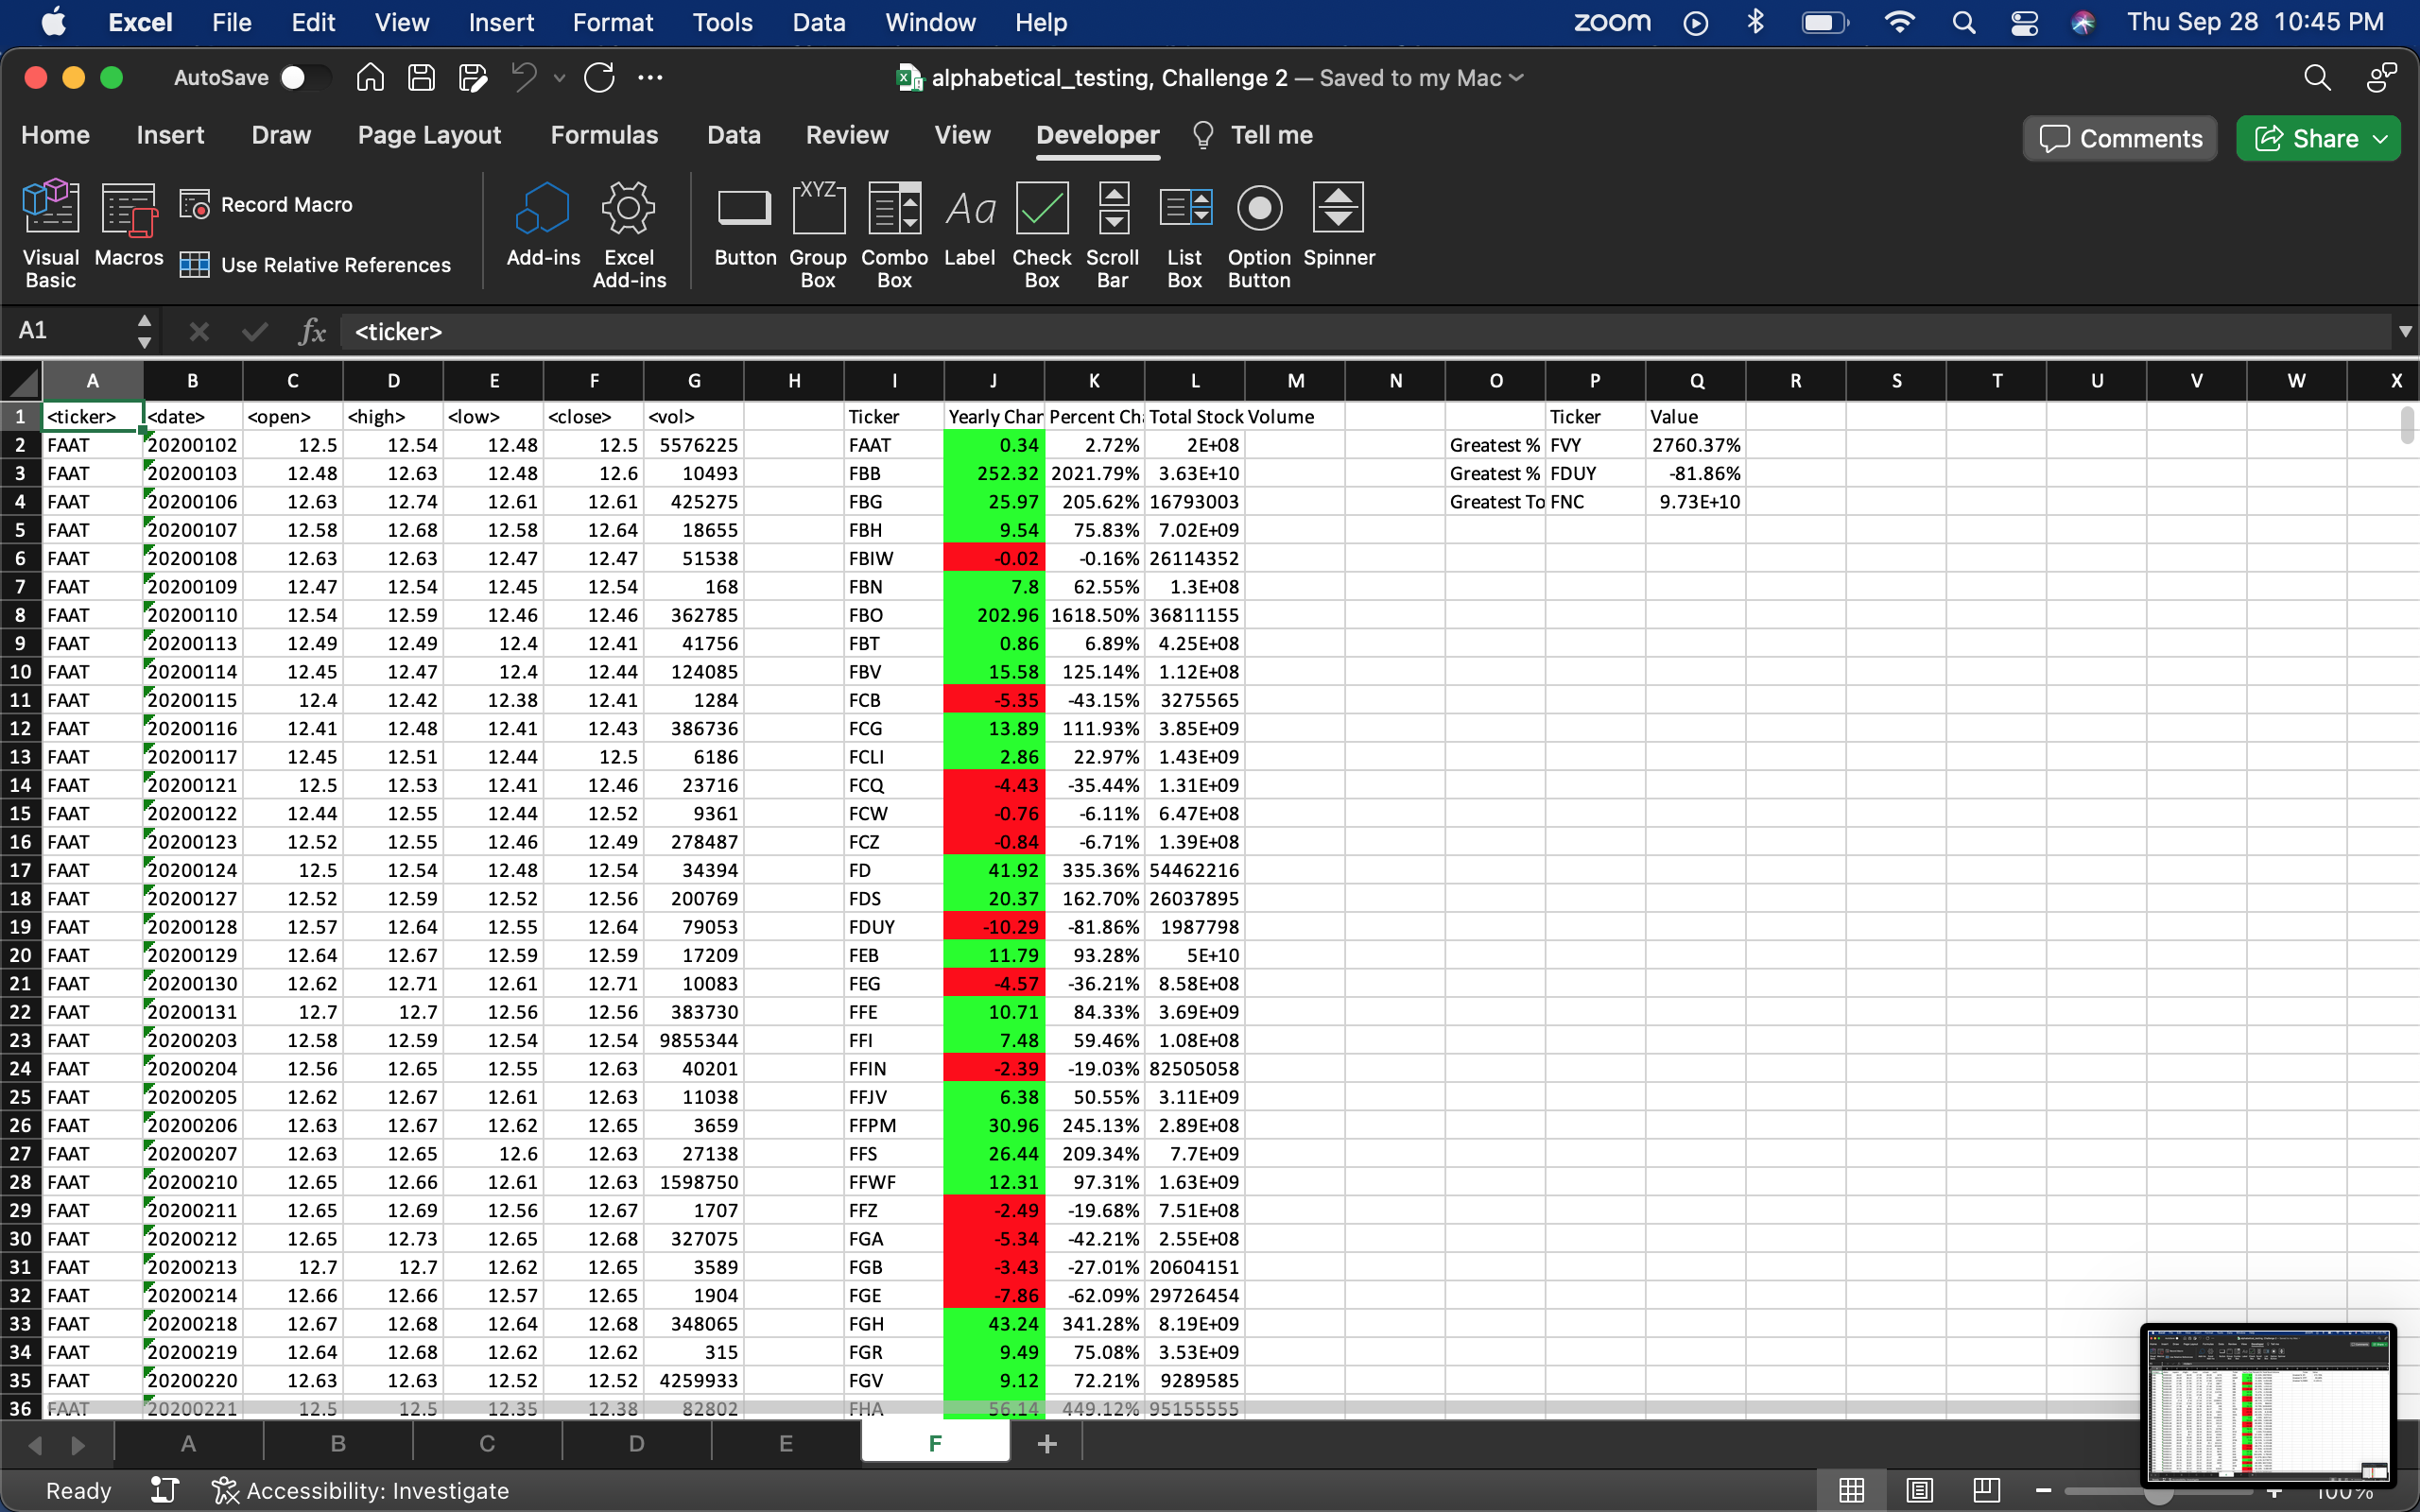 Excel File Edit View Insert Format Tools Data Window Help zoom Thu Sep 28 10:45 PM
AutoSave alphabetical_testing, Challenge 2 — Saved to my Mac
Home Insert Draw Page Layout Formulas Data Review View Developer Tell me Comments Share
Visual Basic Macros Record Macro Use Relative References Add-ins Excel Add-ins Button XYZ Group Box Combo Box Aa Label Check Box Scroll Bar List Box Option Button Spinner
A1 fx <ticker>
A B C D E F G H I J K L M N O P Q R S T U V W X
1 <ticker> <date> <open> <high> <low> <close> <vol> Ticker Yearly Char Percent Ch Total Stock Volume Ticker Value
2 FAAT 20200102 12.5 12.54 12.48 12.5 5576225 FAAT 0.34 2.72% 2E+08 Greatest % FVY 2760.37%
3 FAAT 20200103 12.48 12.63 12.48 12.6 10493 FBB 252.32 2021.79% 3.63E+10 Greatest % FDUY -81.86%
4 FAAT 20200106 12.63 12.74 12.61 12.61 425275 FBG 25.97 205.62% 16793003 Greatest To FNC 9.73E+10
5 FAAT 20200107 12.58 12.68 12.58 12.64 18655 FBH 9.54 75.83% 7.02E+09
6 FAAT 20200108 12.63 12.63 12.47 12.47 51538 FBIW -0.02 -0.16% 26114352
7 FAAT 20200109 12.47 12.54 12.45 12.54 168 FBN 7.8 62.55% 1.3E+08
8 FAAT 20200110 12.54 12.59 12.46 12.46 362785 FBO 202.96 1618.50% 36811155
9 FAAT 20200113 12.49 12.49 12.4 12.41 41756 FBT 0.86 6.89% 4.25E+08
10 FAAT 20200114 12.45 12.47 12.4 12.44 124085 FBV 15.58 125.14% 1.12E+08
11 FAAT 20200115 12.4 12.42 12.38 12.41 1284 FCB -5.35 -43.15% 3275565
12 FAAT 20200116 12.41 12.48 12.41 12.43 386736 FCG 13.89 111.93% 3.85E+09
13 FAAT 20200117 12.45 12.51 12.44 12.5 6186 FCLI 2.86 22.97% 1.43E+09
14 FAAT 20200121 12.5 12.53 12.41 12.46 23716 FCQ -4.43 -35.44% 1.31E+09
15 FAAT 20200122 12.44 12.55 12.44 12.52 9361 FCW -0.76 -6.11% 6.47E+08
16 FAAT 20200123 12.52 12.55 12.46 12.49 278487 FCZ -0.84 -6.71% 1.39E+08
17 FAAT 20200124 12.5 12.54 12.48 12.54 34394 FD 41.92 335.36% 54462216
18 FAAT 20200127 12.52 12.59 12.52 12.56 200769 FDS 20.37 162.70% 26037895
19 FAAT 20200128 12.57 12.64 12.55 12.64 79053 FDUY -10.29 -81.86% 1987798
20 FAAT 20200129 12.64 12.67 12.59 12.59 17209 FEB 11.79 93.28% 5E+10
21 FAAT 20200130 12.62 12.71 12.61 12.71 10083 FEG -4.57 -36.21% 8.58E+08
22 FAAT 20200131 12.7 12.7 12.56 12.56 383730 FFE 10.71 84.33% 3.69E+09
23 FAAT 20200203 12.58 12.59 12.54 12.54 9855344 FFI 7.48 59.46% 1.08E+08
24 FAAT 20200204 12.56 12.65 12.55 12.63 40201 FFIN -2.39 -19.03% 82505058
25 FAAT 20200205 12.62 12.67 12.61 12.63 11038 FFJV 6.38 50.55% 3.11E+09
26 FAAT 20200206 12.63 12.67 12.62 12.65 3659 FFPM 30.96 245.13% 2.89E+08
27 FAAT 20200207 12.63 12.65 12.6 12.63 27138 FFS 26.44 209.34% 7.7E+09
28 FAAT 20200210 12.65 12.66 12.61 12.63 1598750 FFWF 12.31 97.31% 1.63E+09
29 FAAT 20200211 12.65 12.69 12.56 12.67 1707 FFZ -2.49 -19.68% 7.51E+08
30 FAAT 20200212 12.65 12.73 12.65 12.68 327075 FGA -5.34 -42.21% 2.55E+08
31 FAAT 20200213 12.7 12.7 12.62 12.65 3589 FGB -3.43 -27.01% 20604151
32 FAAT 20200214 12.66 12.66 12.57 12.65 1904 FGE -7.86 -62.09% 29726454
33 FAAT 20200218 12.67 12.68 12.64 12.68 348065 FGH 43.24 341.28% 8.19E+09
34 FAAT 20200219 12.64 12.68 12.62 12.62 315 FGR 9.49 75.08% 3.53E+09
35 FAAT 20200220 12.63 12.63 12.52 12.52 4259933 FGV 9.12 72.21% 9289585
36 FAAT 20200221 12.5 12.5 12.35 12.38 82802 FHA 56.14 449.12% 95155555
A B C D E F
Ready Accessibility: Investigate 100%